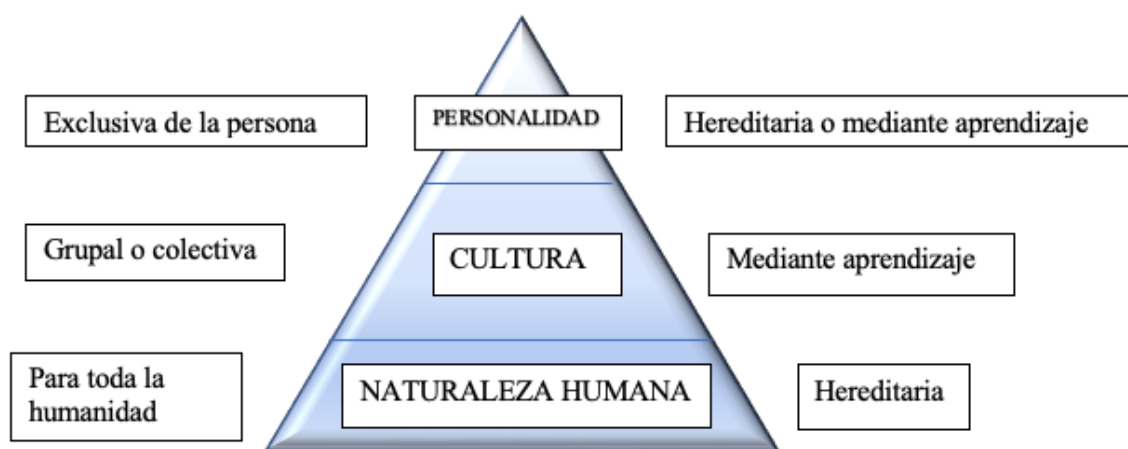 Exclusiva de la persona
PERSONALIDAD
Hereditaria o mediante aprendizaje
Grupal o colectiva
CULTURA
Mediante aprendizaje
Para toda la
humanidad
NATURALEZA HUMANA
Hereditaria